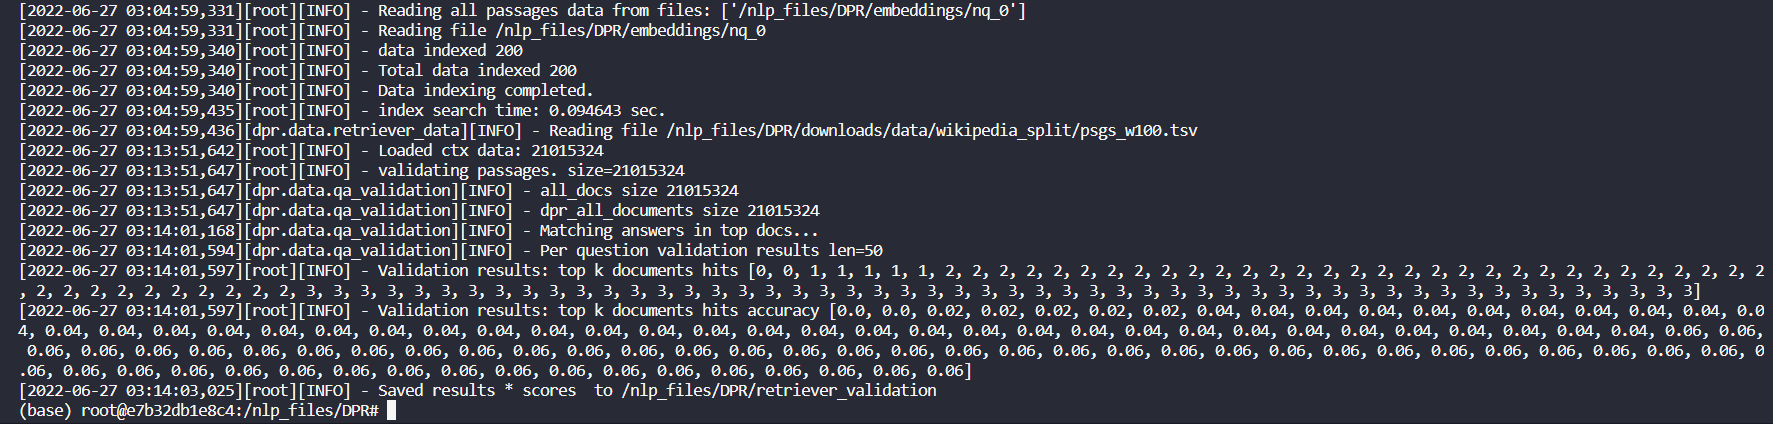 [2022-06-27 03:04:59,331][root][INFO] - Reading all passages data from files: ['/nlp_files/DPR/embeddings/nq_0']
[2022-06-27 03:04:59,331][root][INFO] - Reading file /nlp_files/DPR/embeddings/nq_0
[2022-06-27 03:04:59,340][root][INFO] - data indexed 200
[2022-06-27 03:04:59,340][root][INFO] - Total data indexed 200
[2022-06-27 03:04:59,340][root][INFO] - Data indexing completed.
[2022-06-27 03:04:59,435][root][INFO] - index search time: 0.094643 sec.
[2022-06-27 03:04:59,436][dpr.data.retriever_data][INFO] - Reading file /nlp_files/DPR/downloads/data/wikipedia_split/psgs_w100.tsv
[2022-06-27 03:13:51,642][root][INFO] - Loaded ctx data: 21015324
[2022-06-27 03:13:51,647][root][INFO] - validating passages. size=21015324
[2022-06-27 03:13:51,647][dpr.data.qa_validation][INFO] - all_docs size 21015324
[2022-06-27 03:13:51,647][dpr.data.qa_validation][INFO] - dpr_all_documents size 21015324
[2022-06-27 03:14:01,168][dpr.data.qa_validation][INFO] - Matching answers in top docs...
[2022-06-27 03:14:01,594][dpr.data.qa_validation][INFO] - Per question validation results len=50
[2022-06-27 03:14:01,597][root][INFO] - Validation results: top k documents hits [0, 0, 1, 1, 1, 1, 1, 2, 2, 2, 2, 2, 2, 2, 2, 2, 2, 2, 2, 2, 2, 2, 2, 2, 2, 2, 2, 2, 2, 2, 2, 2, 2, 2, 2, 2, 2, 2
, 2, 2, 2, 2, 2, 2, 2, 2, 2, 2, 3, 3, 3, 3, 3, 3, 3, 3, 3, 3, 3, 3, 3, 3, 3, 3, 3, 3, 3, 3, 3, 3, 3, 3, 3, 3, 3, 3, 3, 3, 3, 3, 3, 3, 3, 3, 3, 3, 3, 3, 3, 3, 3, 3, 3, 3, 3, 3, 3, 3, 3, 3]
[2022-06-27 03:14:01,597][root][INFO] - Validation results: top k documents hits accuracy [0.0, 0.0, 0.02, 0.02, 0.02, 0.02, 0.02, 0.04, 0.04, 0.04, 0.04, 0.04, 0.04, 0.04, 0.04, 0.04, 0.04, 0.0
4, 0.04, 0.04, 0.04, 0.04, 0.04, 0.04, 0.04, 0.04, 0.04, 0.04, 0.04, 0.04, 0.04, 0.04, 0.04, 0.04, 0.04, 0.04, 0.04, 0.04, 0.04, 0.04, 0.04, 0.04, 0.04, 0.04, 0.04, 0.04, 0.04, 0.06, 0.06,
0.06, 0.06, 0.06, 0.06, 0.06, 0.06, 0.06, 0.06, 0.06, 0.06, 0.06, 0.06, 0.06, 0.06, 0.06, 0.06, 0.06, 0.06, 0.06, 0.06, 0.06, 0.06, 0.06, 0.06, 0.06, 0.06, 0.06, 0.06, 0.06, 0.06, 0.06, 0.06, 0
.06, 0.06, 0.06, 0.06, 0.06, 0.06, 0.06, 0.06, 0.06, 0.06, 0.06, 0.06, 0.06, 0.06, 0.06, 0.06, 0.06, 0.06]
[2022-06-27 03:14:03,025][root][INFO] - Saved results * scores  to /nlp_files/DPR/retriever_validation
(base) root@e7b32db1e8c4:/nlp_files/DPR#